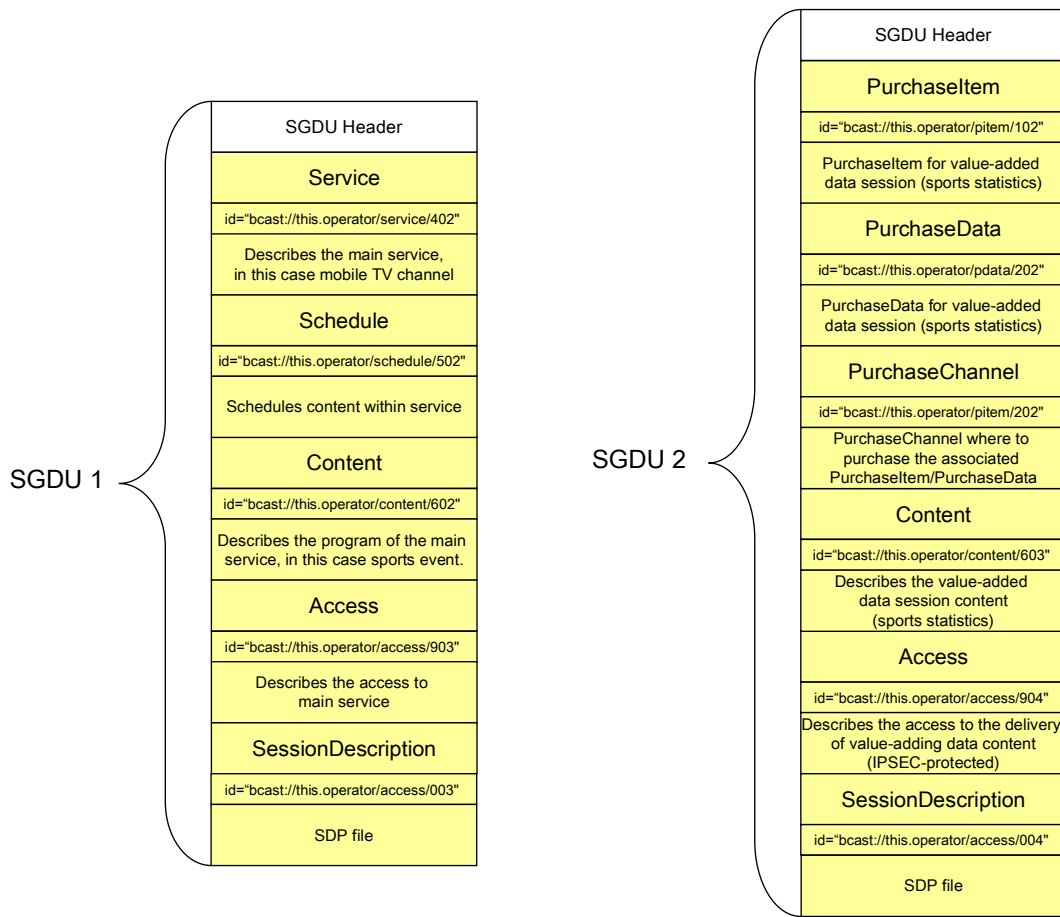 SGDU 1
SGDU Header
Service
id=“bcast://this.operator/service/402"
Describes the main service,
in this case mobile TV channel
Schedule
id=“bcast://this.operator/schedule/502"
Schedules content within service
Content
id=“bcast://this.operator/content/602"
Describes the program of the main
service, in this case sports event.
Access
id=“bcast://this.operator/access/903"
Describes the access to
main service
SessionDescription
id=“bcast://this.operator/access/003"
SDP file
SGDU 2
SGDU Header
PurchaseItem
id=“bcast://this.operator/pitem/102"
PurchaseItem for value-added
data session (sports statistics)
PurchaseData
id=“bcast://this.operator/pdata/202"
PurchaseData for value-added
data session (sports statistics)
PurchaseChannel
id=“bcast://this.operator/pitem/202"
PurchaseChannel where to
purchase the associated
PurchaseItem/PurchaseData
Content
id=“bcast://this.operator/content/603"
Describes the value-added
data session content
(sports statistics)
Access
id=“bcast://this.operator/access/904"
Describes the access to the delivery
of value-adding data content
(IPSEC-protected)
SessionDescription
id=“bcast://this.operator/access/004"
SDP file